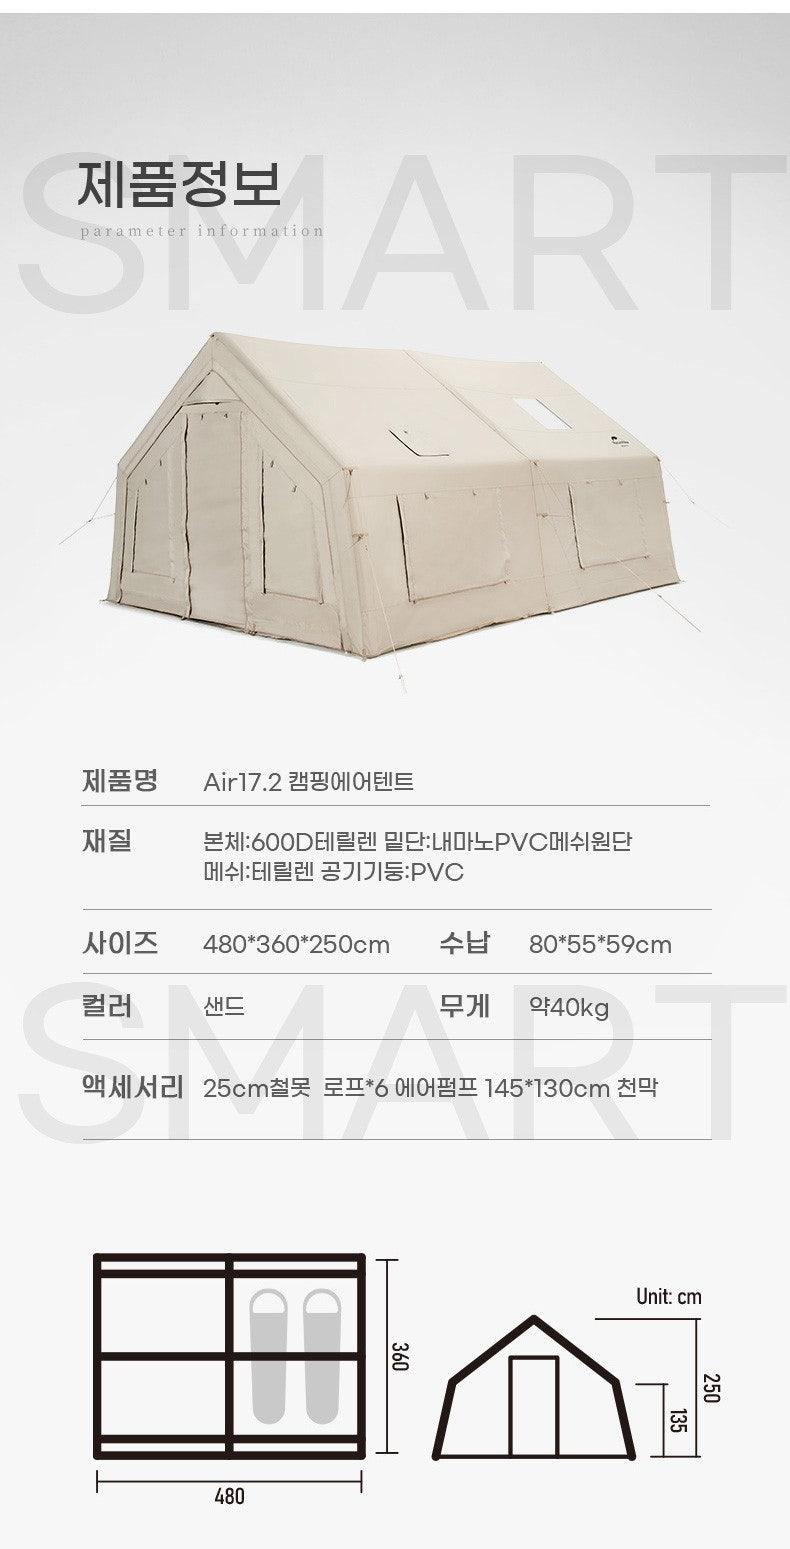 SMART
제품정보
parameter information
제품명 Air17.2 캠핑에어텐트
재질 본체:600D테릴렌 밑단:내마노PVC메쉬원단
메쉬:테릴렌 공기기둥:PVC
사이즈 480*360*250cm 수납 80*55*59cm
SMART
컬러 샌드 무게 약40kg
액세서리 25cm철못 로프*6 에어펌프 145*130cm 천막
Unit: cm
360
250
135
480